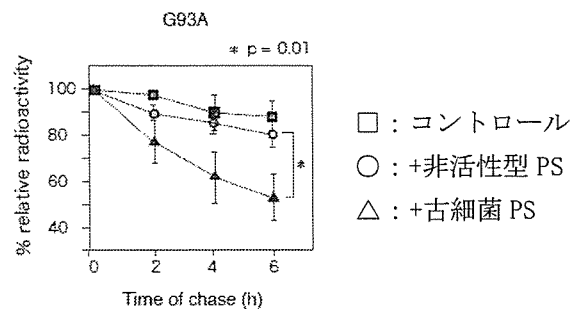 G93A
* p = 0.01
% relative radioactivity
100
80
60
40
0
2
4
6
Time of chase (h)
*
□ : コントロール
○ : +非活性型 PS
△ : +古細菌 PS